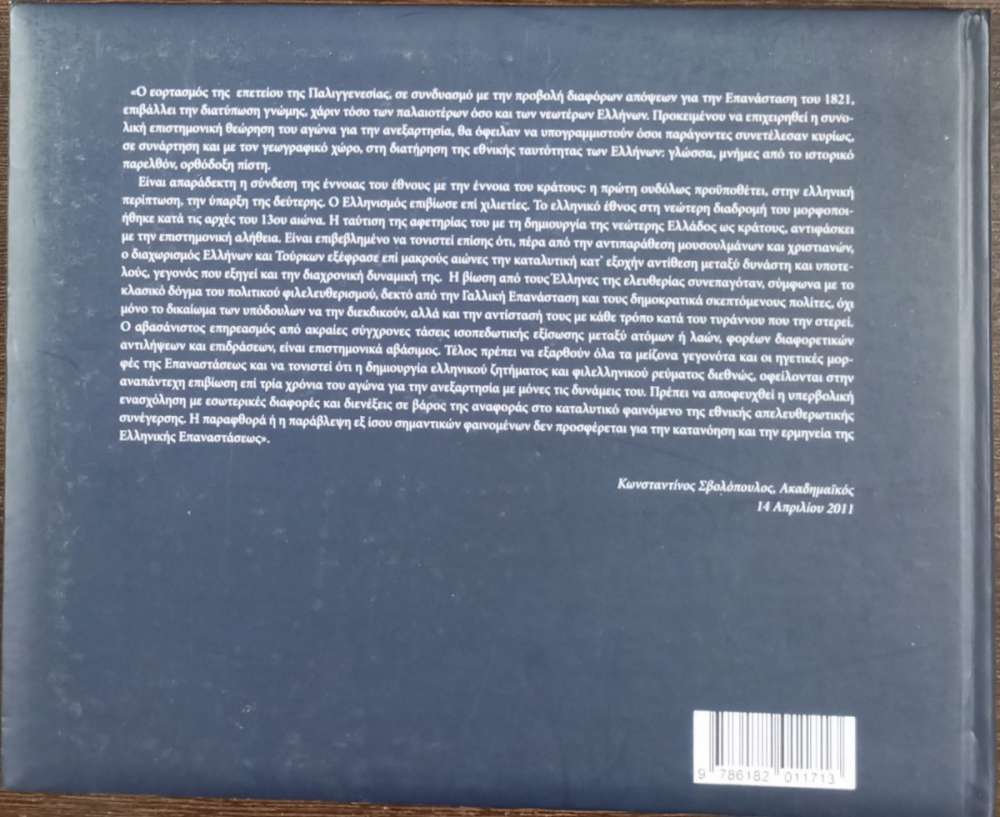 «Ο εορτασμός της επετείου της Παλιγγενεσίας, σε συνδυασμό με την προβολή διαφόρων απόψεων για την Επανάσταση του 1821,
επιβάλλει την διατύπωση γνώμης, χάριν τόσο των παλαιοτέρων όσο και των νεωτέρων Ελλήνων. Προκειμένου να επιχειρηθεί η συνο-
λική επιστημονική θεώρηση του αγώνα για την ανεξαρτησία, θα όφειλαν να υπογραμμιστούν όσοι παράγοντες συνετέλεσαν κυρίως,
σε συνάρτηση και με τον γεωγραφικό χώρο, στη διατήρηση της εθνικής ταυτότητας των Ελλήνων: γλώσσα, μνήμες από το ιστορικό
παρελθόν, ορθόδοξη πίστη.
Είναι απαράδεκτη η σύνδεση της έννοιας του έθνους με την έννοια του κράτους: η πρώτη ουδόλως προϋποθέτει, στην ελληνική
περίπτωση, την ύπαρξη της δεύτερης. Ο Ελληνισμός επιβίωσε επί χιλιετίες. Το ελληνικό έθνος στη νεώτερη διαδρομή του μορφοποι-
ήθηκε κατά τις αρχές του 13ου αιώνα. Η ταύτιση της αφετηρίας του με τη δημιουργία της νεώτερης Ελλάδος ως κράτους, αντιφάσκει
με την επιστημονική αλήθεια. Είναι επιβεβλημένο να τονιστεί επίσης ότι, πέρα από την αντιπαράθεση μουσουλμάνων και χριστιανών,
ο διαχωρισμός Ελλήνων και Τούρκων εξέφρασε επί μακρούς αιώνες την καταλυτική κατ' εξοχήν αντίθεση μεταξύ δυνάστη και υποτε-
λούς, γεγονός που εξηγεί και την διαχρονική δυναμική της. Η βίωση από τους Έλληνες της ελευθερίας συνεπαγόταν, σύμφωνα με το
κλασικό δόγμα του πολιτικού φιλελευθερισμού, δεκτό από την Γαλλική Επανάσταση και τους δημοκρατικά σκεπτόμενους πολίτες, όχι
μόνο το δικαίωμα των υπόδουλων να την διεκδικούν, αλλά και την αντίστασή τους με κάθε τρόπο κατά του τυράννου που την στερεί.
Ο αβασάνιστος επηρεασμός από ακραίες σύγχρονες τάσεις ισοπεδωτικής εξίσωσης μεταξύ ατόμων ή λαών, φορέων διαφορετικών
αντιλήψεων και επιδράσεων, είναι επιστημονικά αβάσιμος. Τέλος πρέπει να εξαρθούν όλα τα μείζονα γεγονότα και οι ηγετικές μορ-
φές της Επαναστάσεως και να τονιστεί ότι η δημιουργία ελληνικού ζητήματος και φιλελληνικού ρεύματος διεθνώς, οφείλονται στην
αναπάντεχη επιβίωση επί τρία χρόνια του αγώνα για την ανεξαρτησία με μόνες τις δυνάμεις του. Πρέπει να αποφευχθεί η υπερβολική
ενασχόληση με εσωτερικές διαφορές και διενέξεις σε βάρος της αναφοράς στο καταλυτικό φαινόμενο της εθνικής απελευθερωτικής
συνέγερσης. Η παραφθορά ή η παράβλεψη εξ ίσου σημαντικών φαινομένων δεν προσφέρεται για την κατανόηση και την ερμηνεία της
Ελληνικής Επαναστάσεως».
Κωνσταντίνος Σβολόπουλος, Ακαδημαϊκός
14 Απριλίου 2011
9 786182 011713